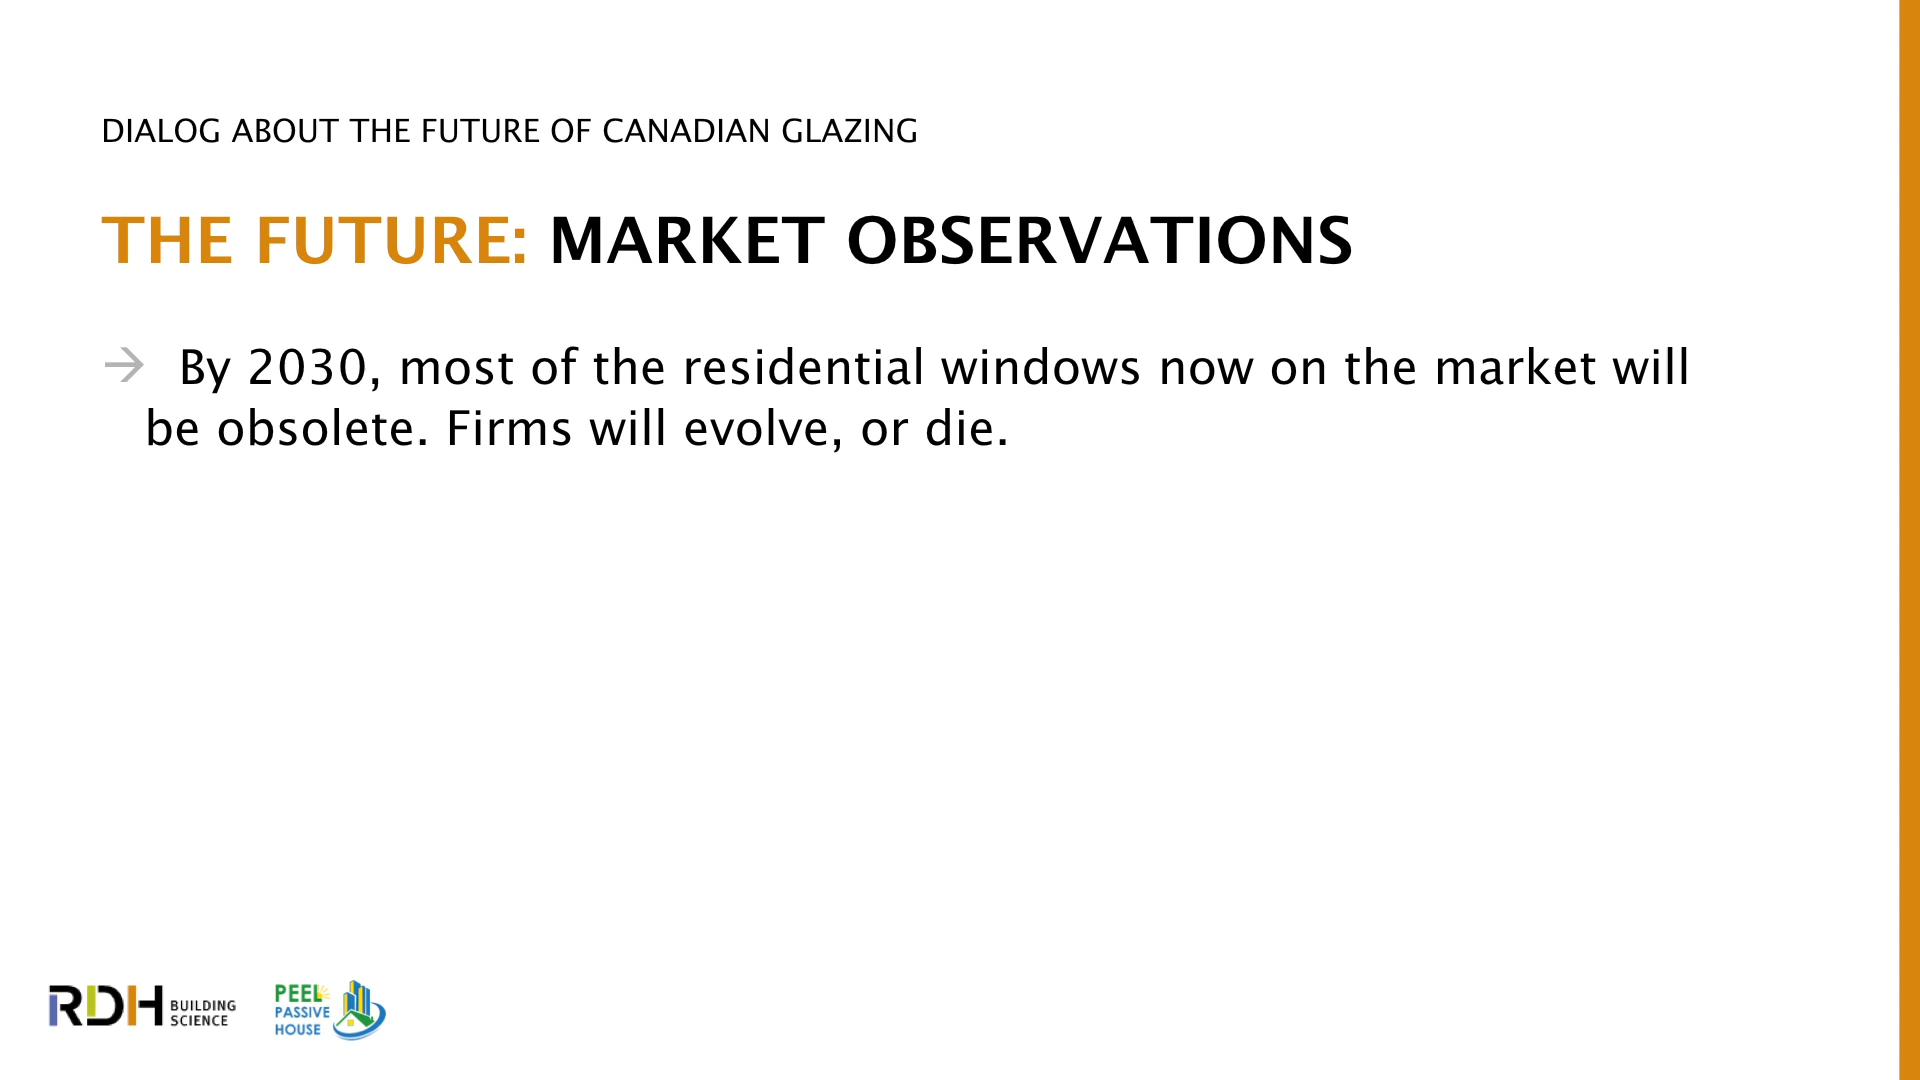 DIALOG ABOUT THE FUTURE OF CANADIAN GLAZING
THE FUTURE: MARKET OBSERVATIONS
→ By 2030, most of the residential windows now on the market will
be obsolete. Firms will evolve, or die.
RDH BUILDING
SCIENCE
PEEL
PASSIVE
HOUSE